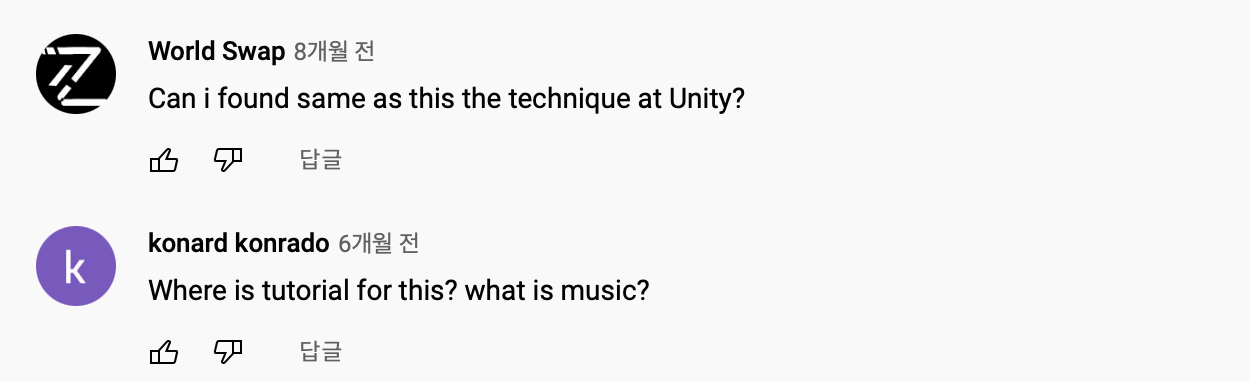 World Swap 8개월 전
Can i found same as this the technique at Unity?
답글
k
konard konrado 6개월 전
Where is tutorial for this? what is music?
답글